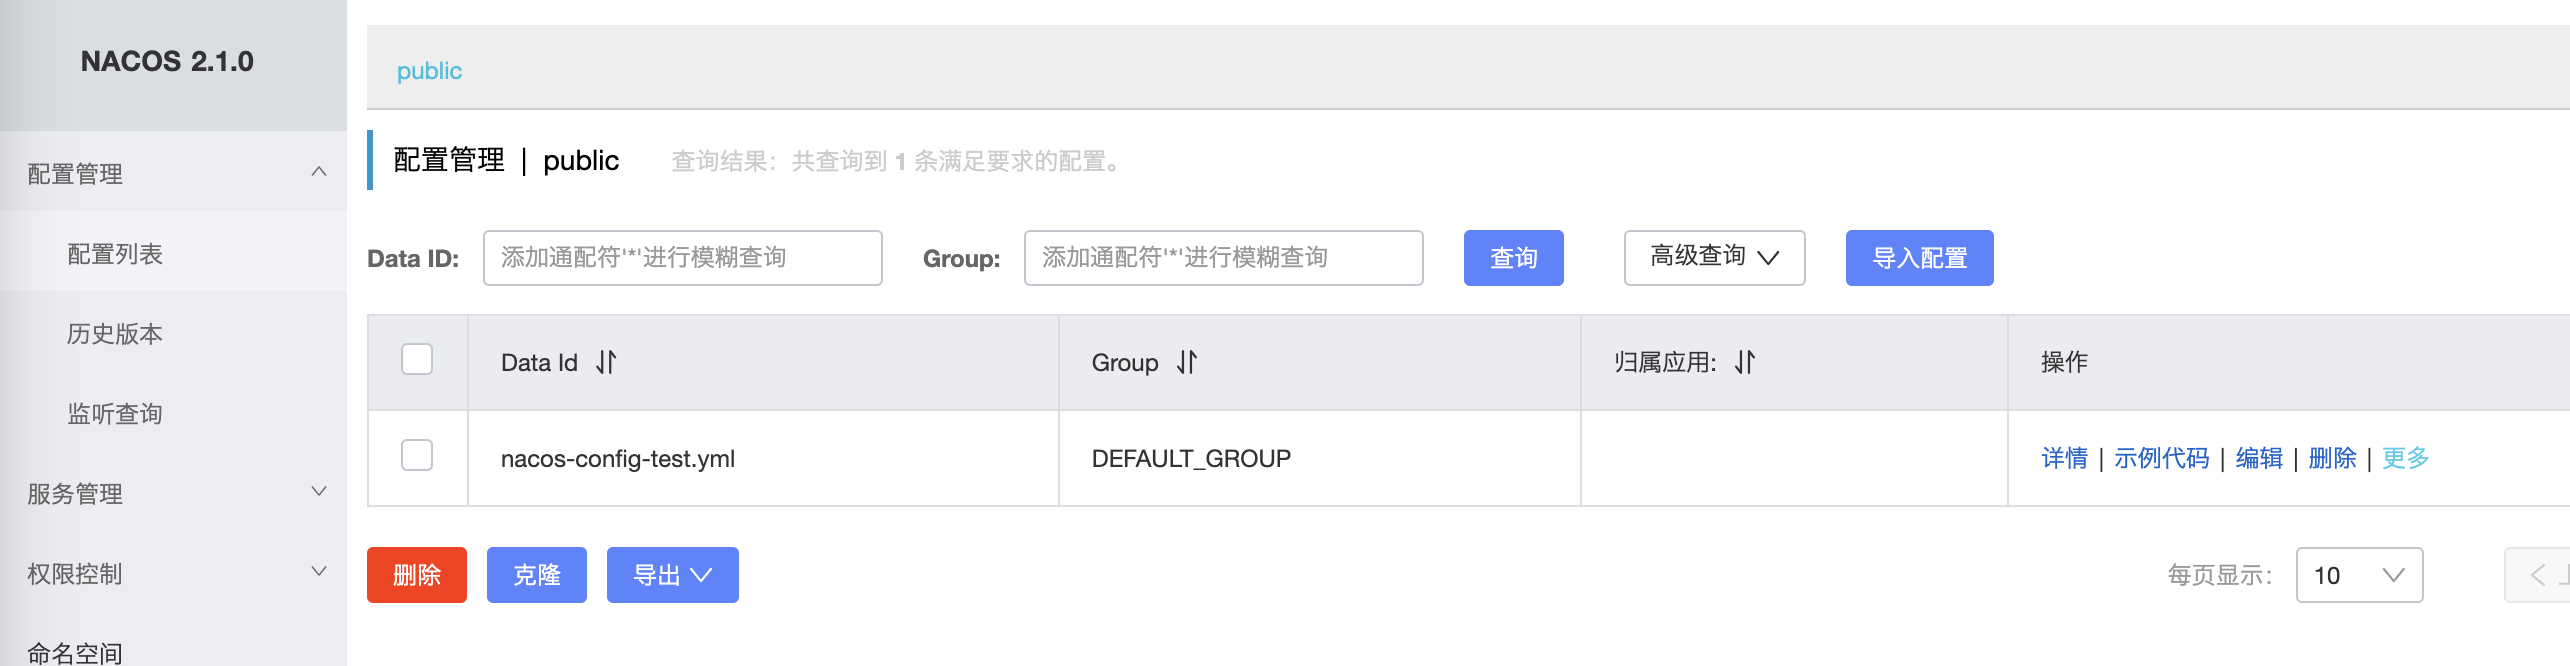 NACOS 2.1.0
配置管理
配置列表
历史版本
监听查询
服务管理
权限控制
命名空间
public
配置管理 | public 查询结果：共查询到 1 条满足要求的配置。
Data ID: 添加通配符'*'进行模糊查询 Group: 添加通配符'*'进行模糊查询 查询 高级查询 导入配置
Data Id Group 归属应用: 操作
nacos-config-test.yml DEFAULT_GROUP 详情 | 示例代码 | 编辑 | 删除 | 更多
删除 克隆 导出 每页显示： 10